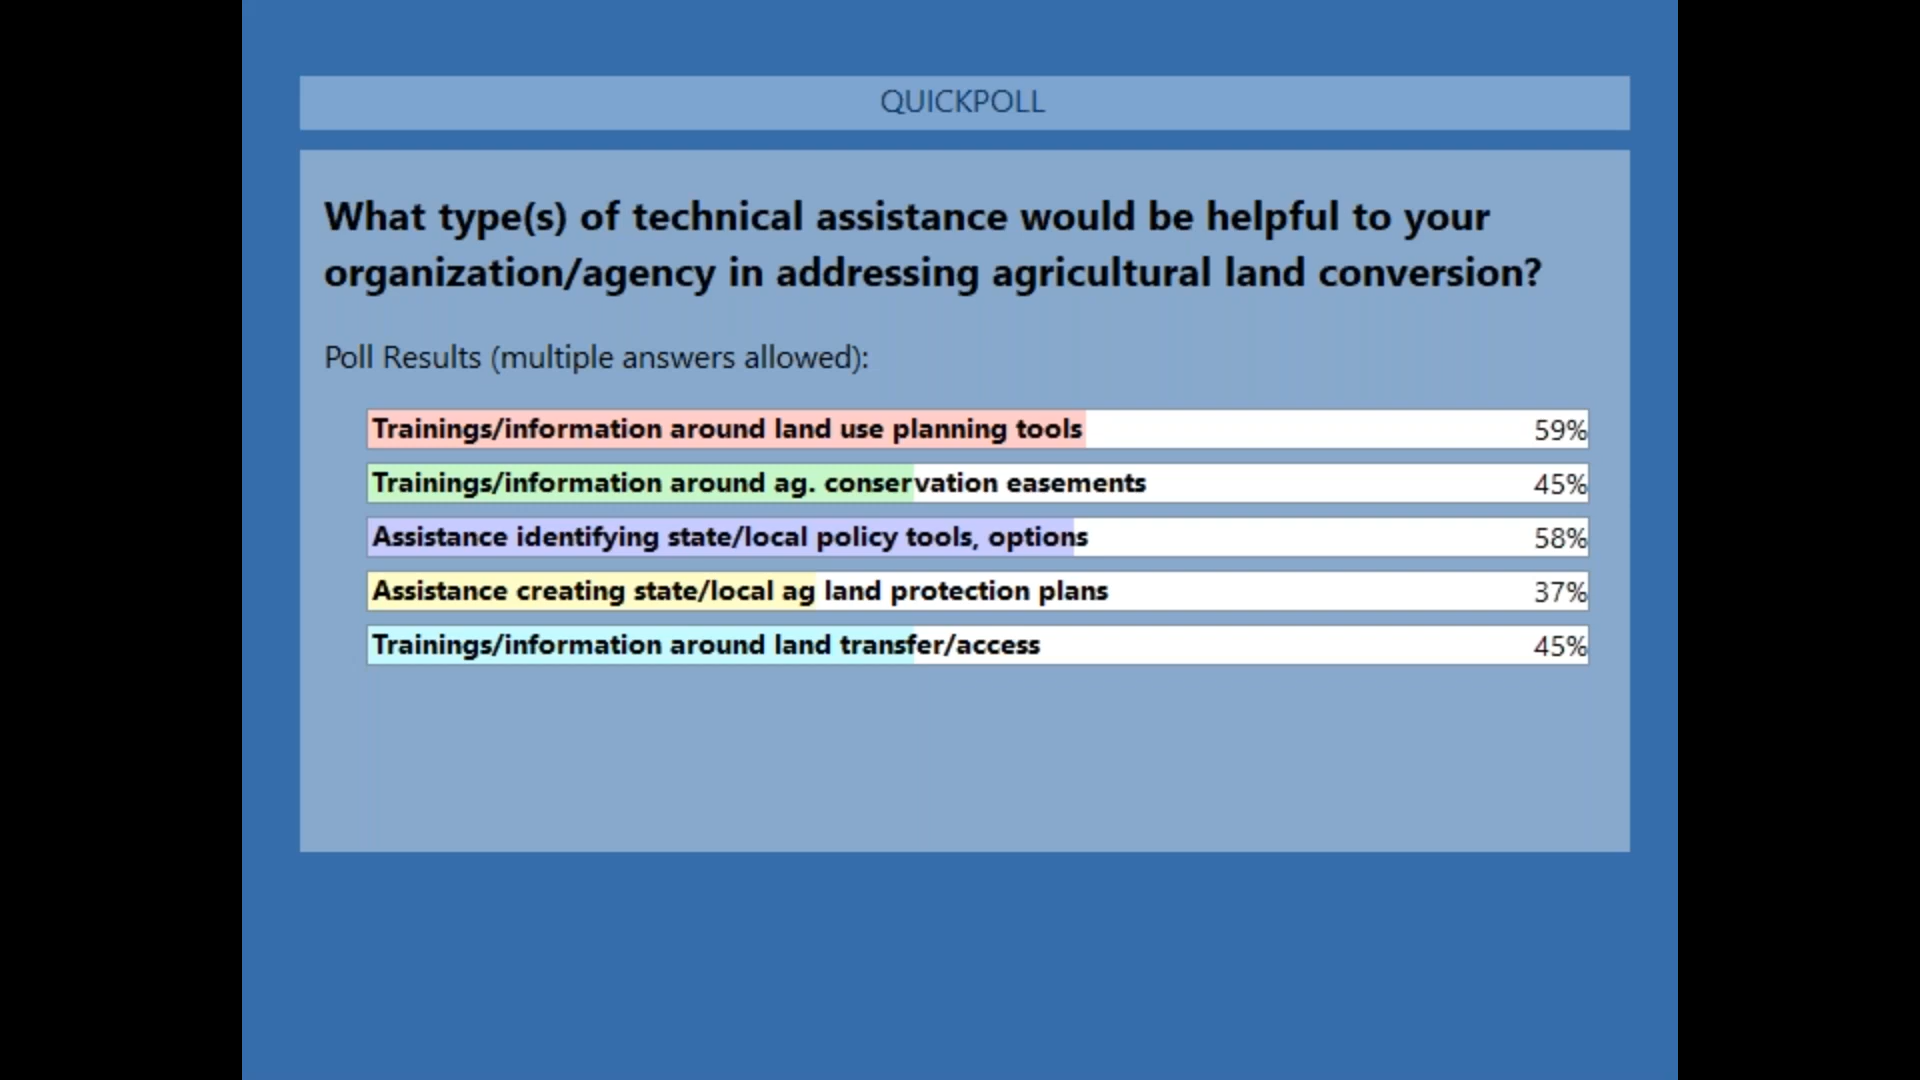 QUICKPOLL
What type(s) of technical assistance would be helpful to your
organization/agency in addressing agricultural land conversion?
Poll Results (multiple answers allowed):
Trainings/information around land use planning tools 59%
Trainings/information around ag. conservation easements 45%
Assistance identifying state/local policy tools, options 58%
Assistance creating state/local ag land protection plans 37%
Trainings/information around land transfer/access 45%